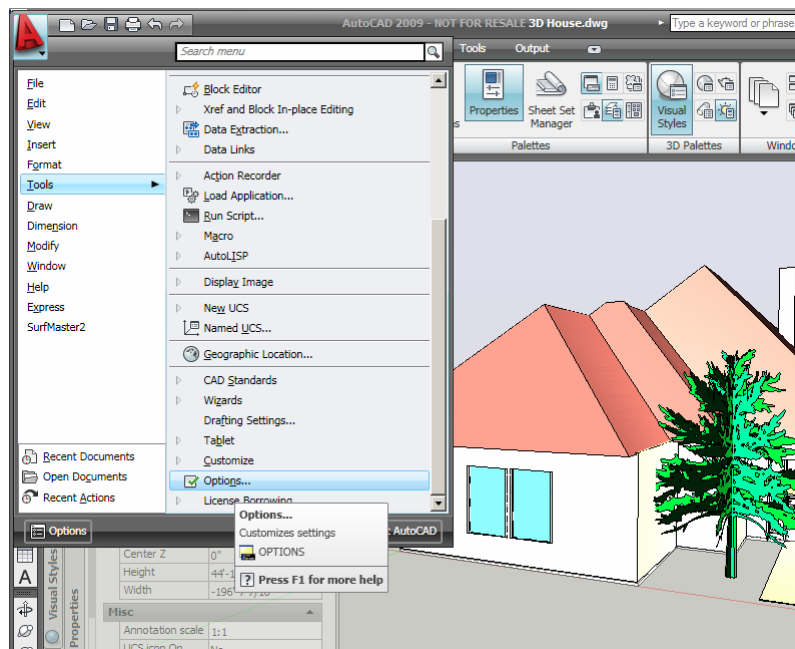 AutoCAD 2009 - NOT FOR RESALE 3D House.dwg
Type a keyword or phrase
Search menu
Tools Output
File
Edit
View
Insert
Format
Tools
Draw
Dimension
Modify
Window
Help
Express
SurfMaster2
Recent Documents
Open Documents
Recent Actions
Block Editor
Xref and Block In-place Editing
Data Extraction...
Data Links
Action Recorder
Load Application...
Run Script...
Macro
AutoLISP
Display Image
New UCS
Named UCS...
Geographic Location...
CAD Standards
Wizards
Drafting Settings...
Tablet
Customize
Options...
License Borrowing
Properties
Sheet Set
Manager
Palettes
Visual
Styles
3D Palettes
Windo
Options
AutoCAD
Options...
Customizes settings
OPTIONS
Press F1 for more help
Visual Styles
Properties
A
Center Z 0"
Height 44'-1
Width
Misc
Annotation scale 1:1
UCS icon On No